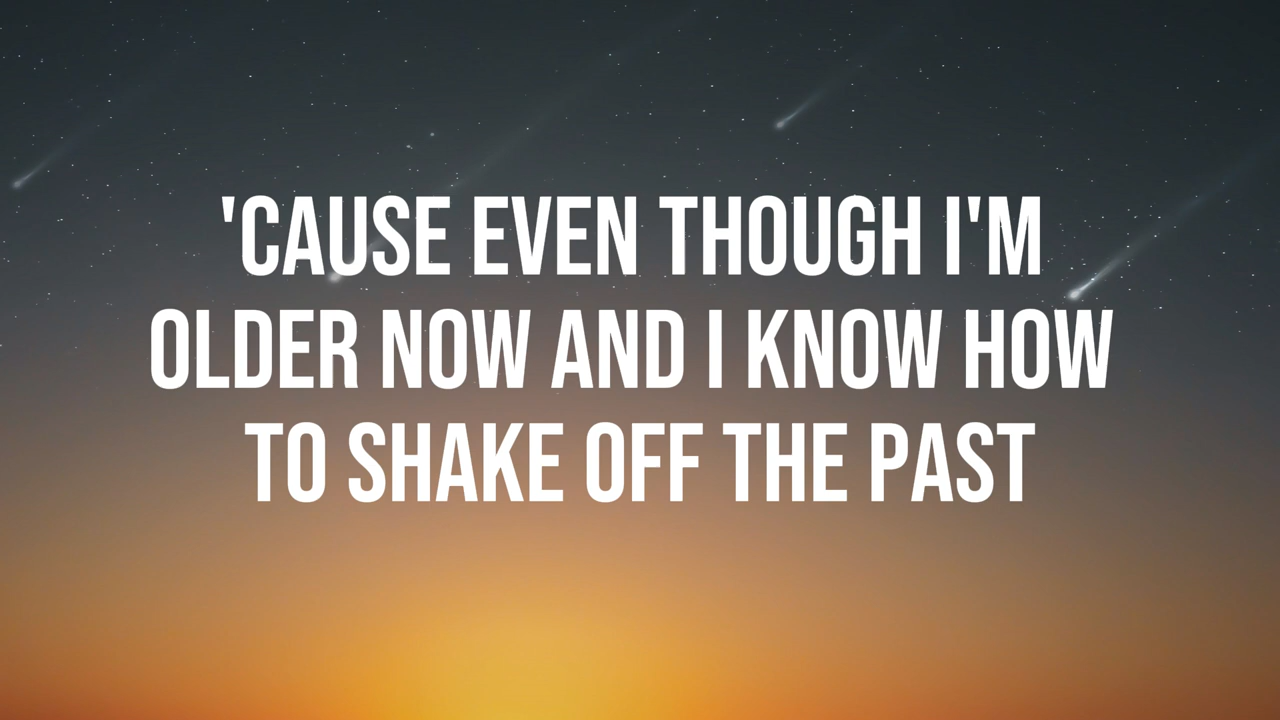 'CAUSE EVEN THOUGH I'M
OLDER NOW AND I KNOW HOW
TO SHAKE OFF THE PAST